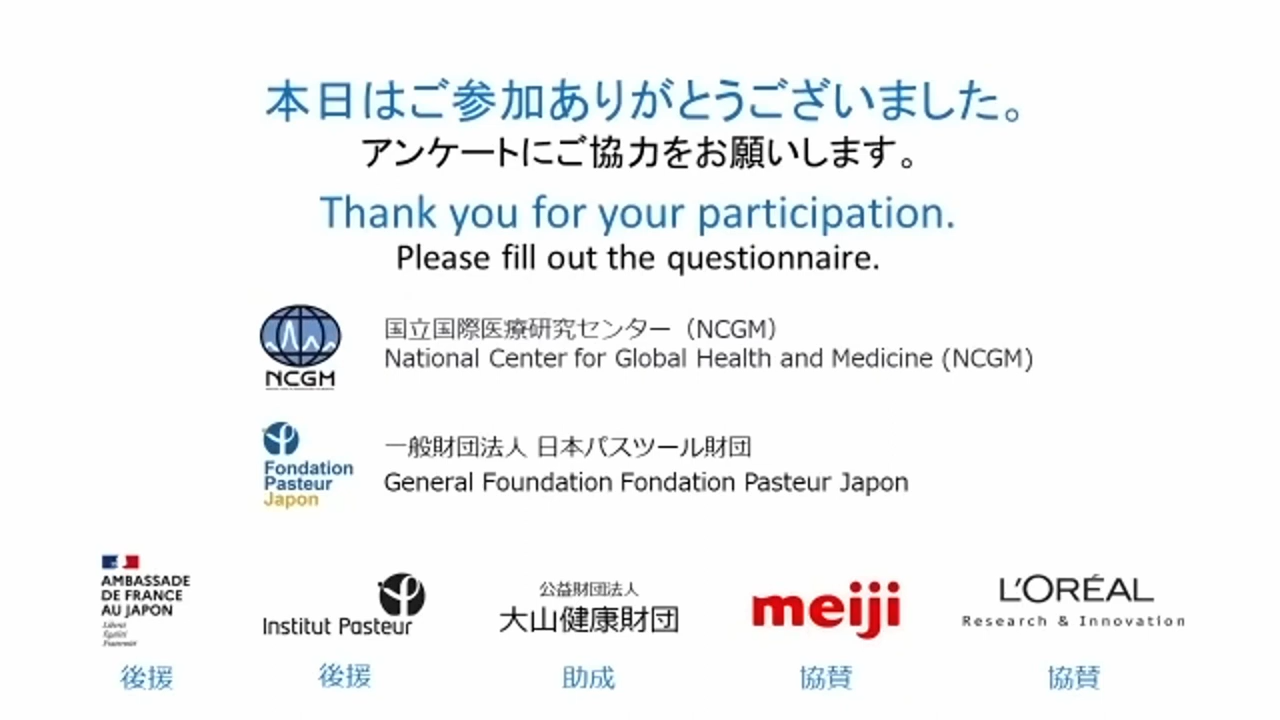 本日はご参加ありがとうございました。
アンケートにご協力をお願いします。
Thank you for your participation.
Please fill out the questionnaire.
NCGM
国立国際医療研究センター（NCGM）
National Center for Global Health and Medicine (NCGM)
Fondation
Pasteur
Japon
一般財団法人 日本パスツール財団
General Foundation Fondation Pasteur Japon
AMBASSADE
DE FRANCE
AU JAPON
Liberté
Égalité
Fraternité
後援
Institut Pasteur
後援
公益財団法人
大山健康財団
助成
meiji
協賛
L'ORÉAL
Research & Innovation
協賛